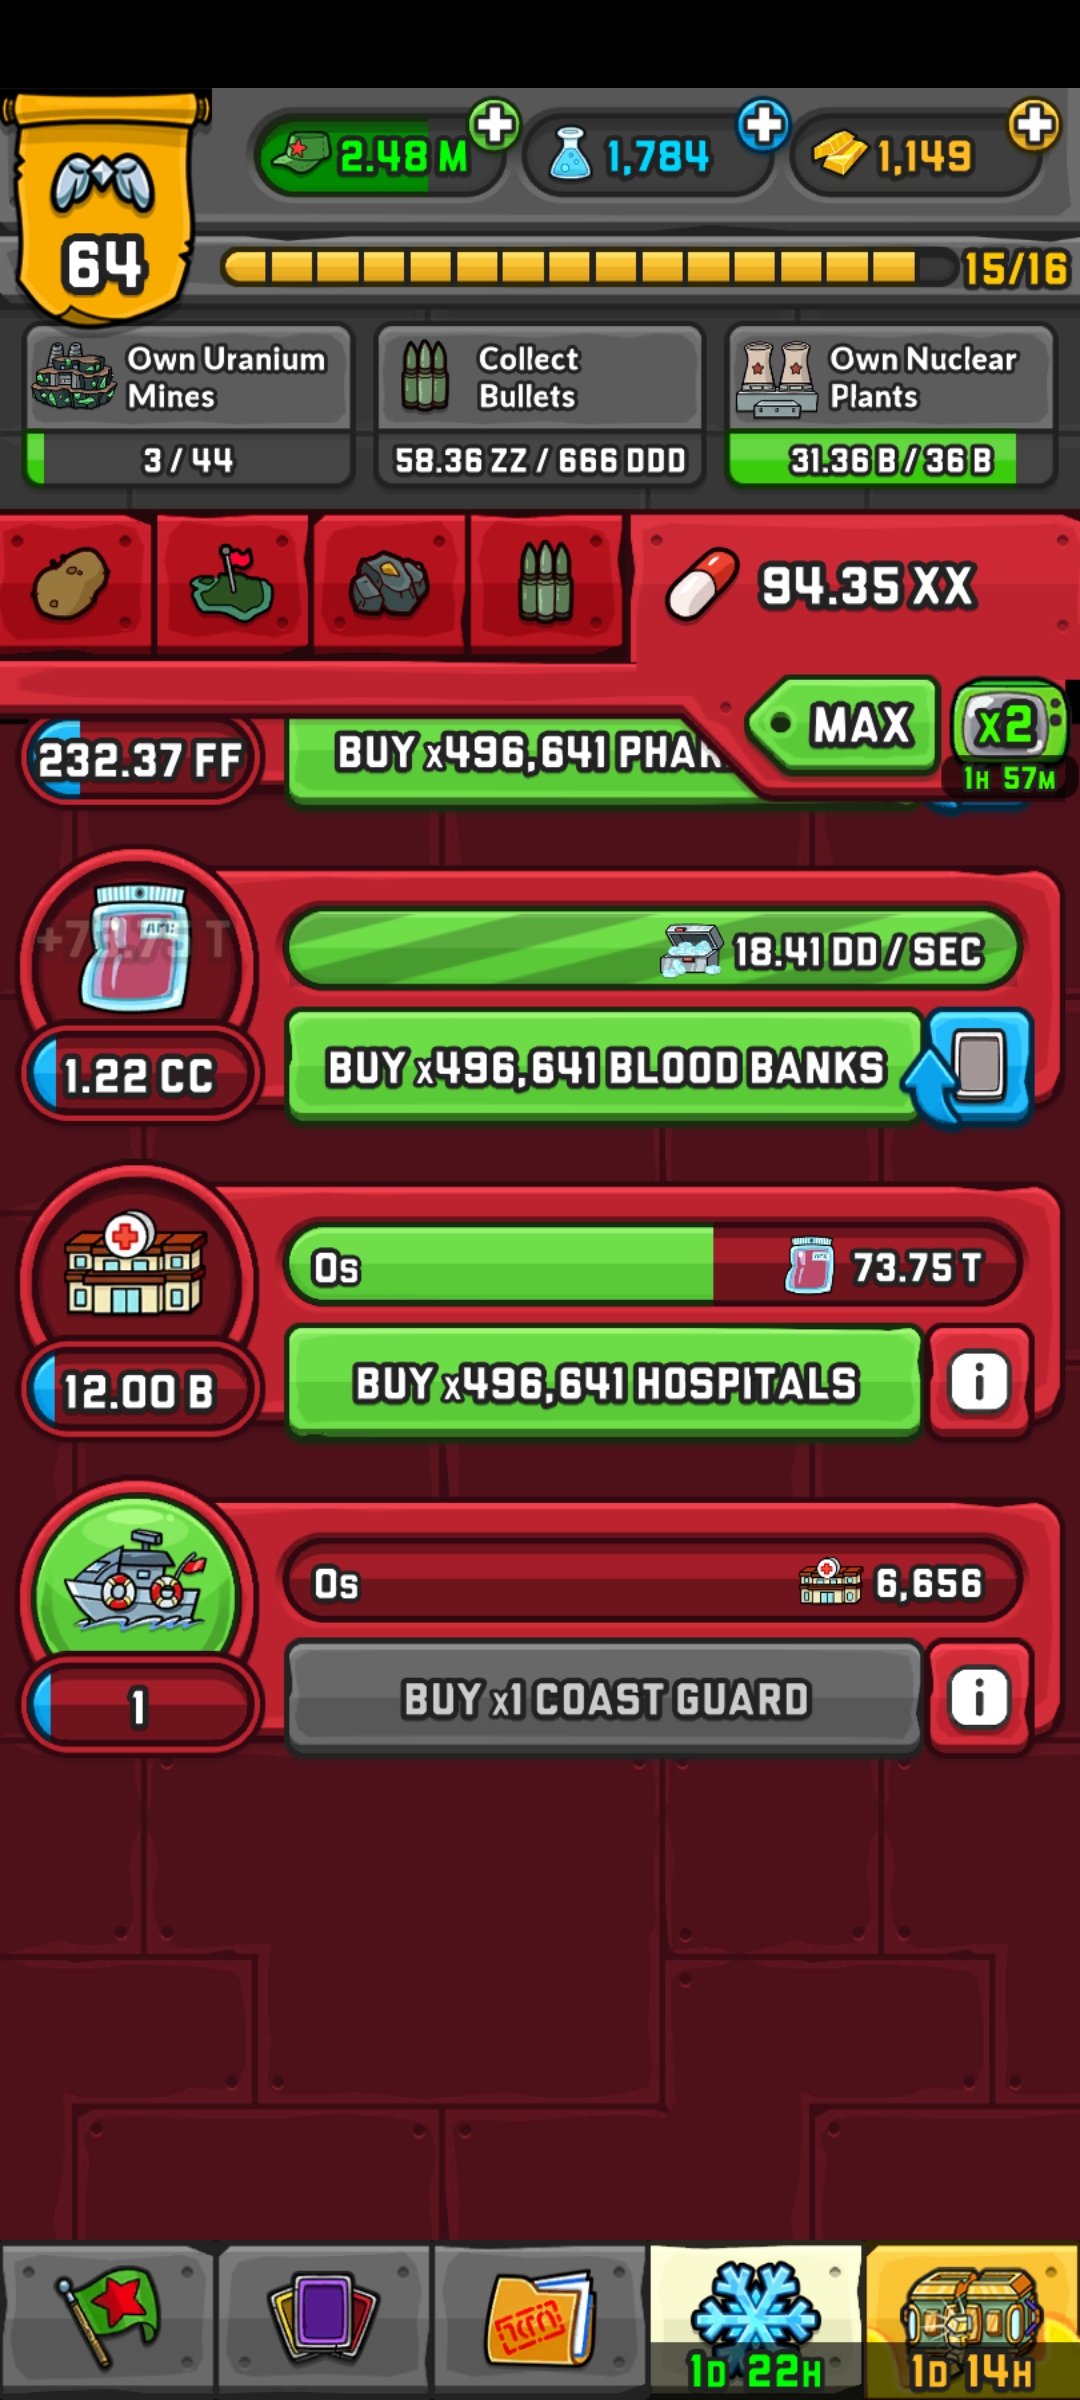 2.48 M
1,784
1,149
64
15/16
Own Uranium
Mines
3 / 44
Collect
Bullets
58.36 ZZ / 666 DDD
Own Nuclear
Plants
31.36 B / 36 B
94.35 XX
MAX
X2
1H 57M
232.37 FF
BUY x496,641 PHAR
+73.75 T
18.41 DD / SEC
1.22 CC
BUY x496,641 BLOOD BANKS
0s
73.75 T
12.00 B
BUY x496,641 HOSPITALS
i
0s
6,656
1
BUY x1 COAST GUARD
i
1D 22H
1D 14H